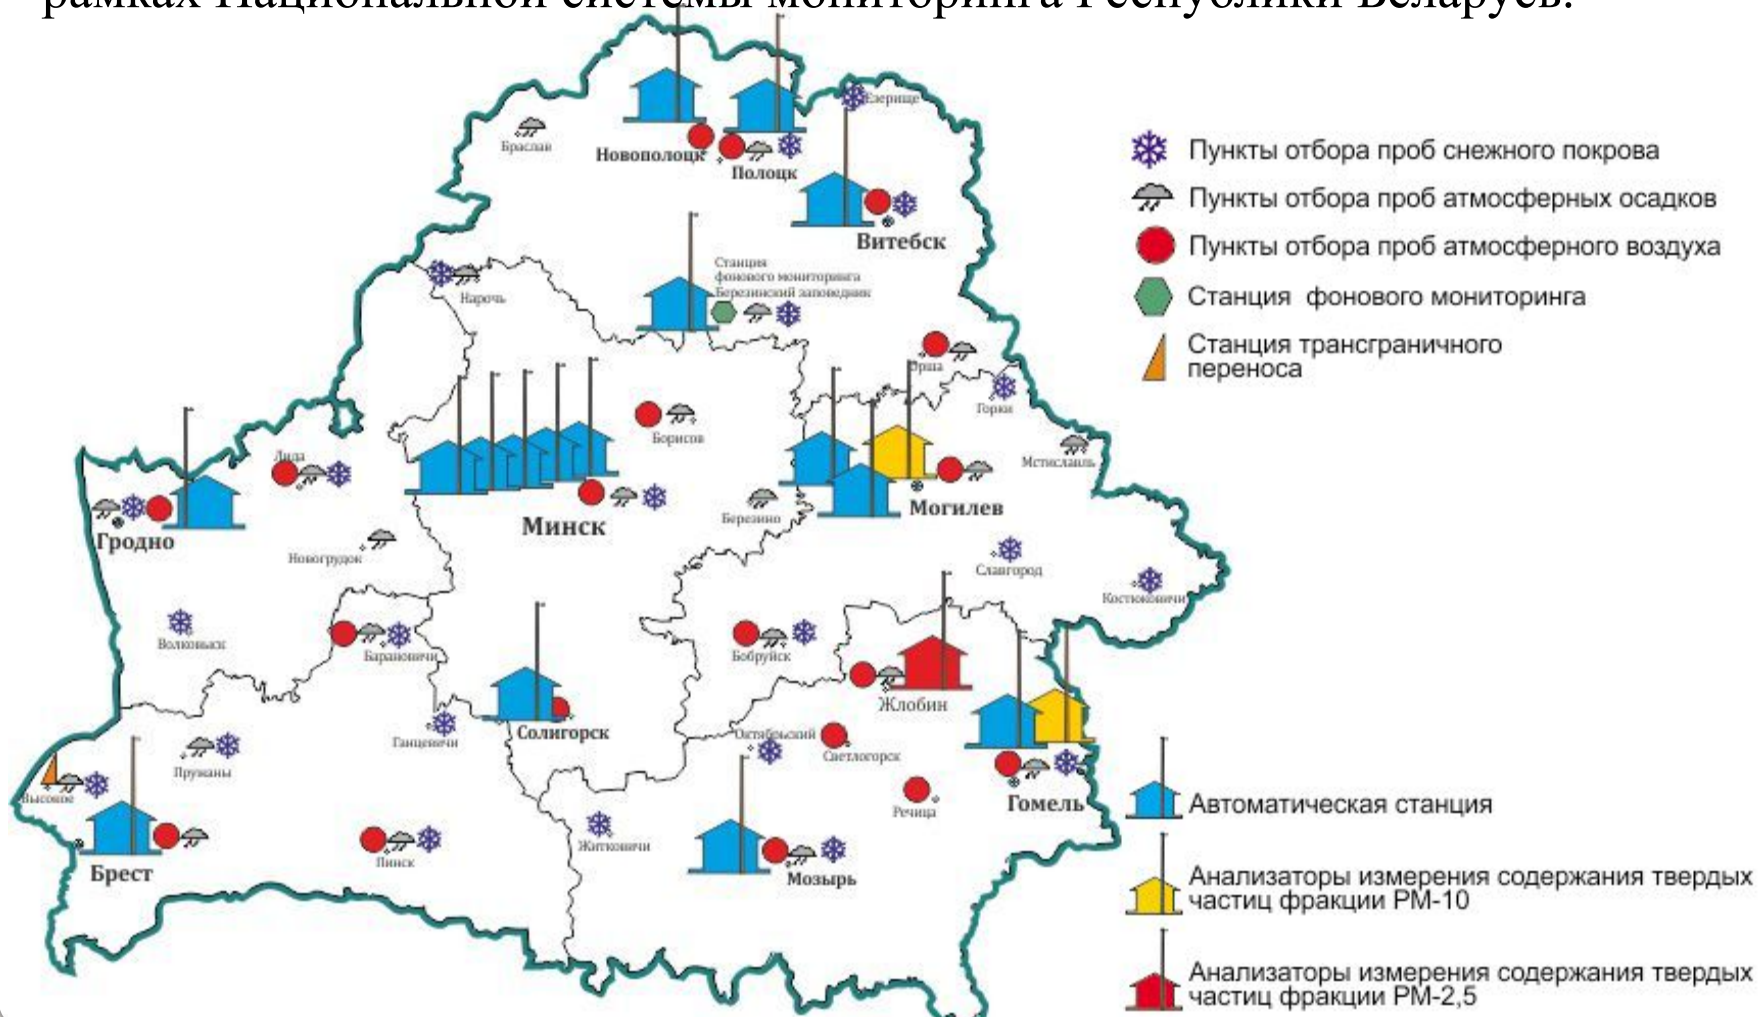 рамках Национальной системы мониторинга Республики Беларусь.
Езерище
Браслав
Новополоцк
Полоцк
Витебск
Станция
фонового мониторинга
Березинский заповедник
Нарочь
Орша
Горки
Борисов
Мстиславль
Лида
Минск
Березино
Могилев
Гродно
Новогрудок
Славгород
Костюковичи
Волковыск
Барановичи
Бобруйск
Жлобин
Ганцевичи
Солигорск
Октябрьский
Светлогорск
Пружаны
Высокое
Речица
Гомель
Брест
Пинск
Житковичи
Мозырь
Пункты отбора проб снежного покрова
Пункты отбора проб атмосферных осадков
Пункты отбора проб атмосферного воздуха
Станция фонового мониторинга
Станция трансграничного
переноса
Автоматическая станция
Анализаторы измерения содержания твердых
частиц фракции РМ-10
Анализаторы измерения содержания твердых
частиц фракции РМ-2,5